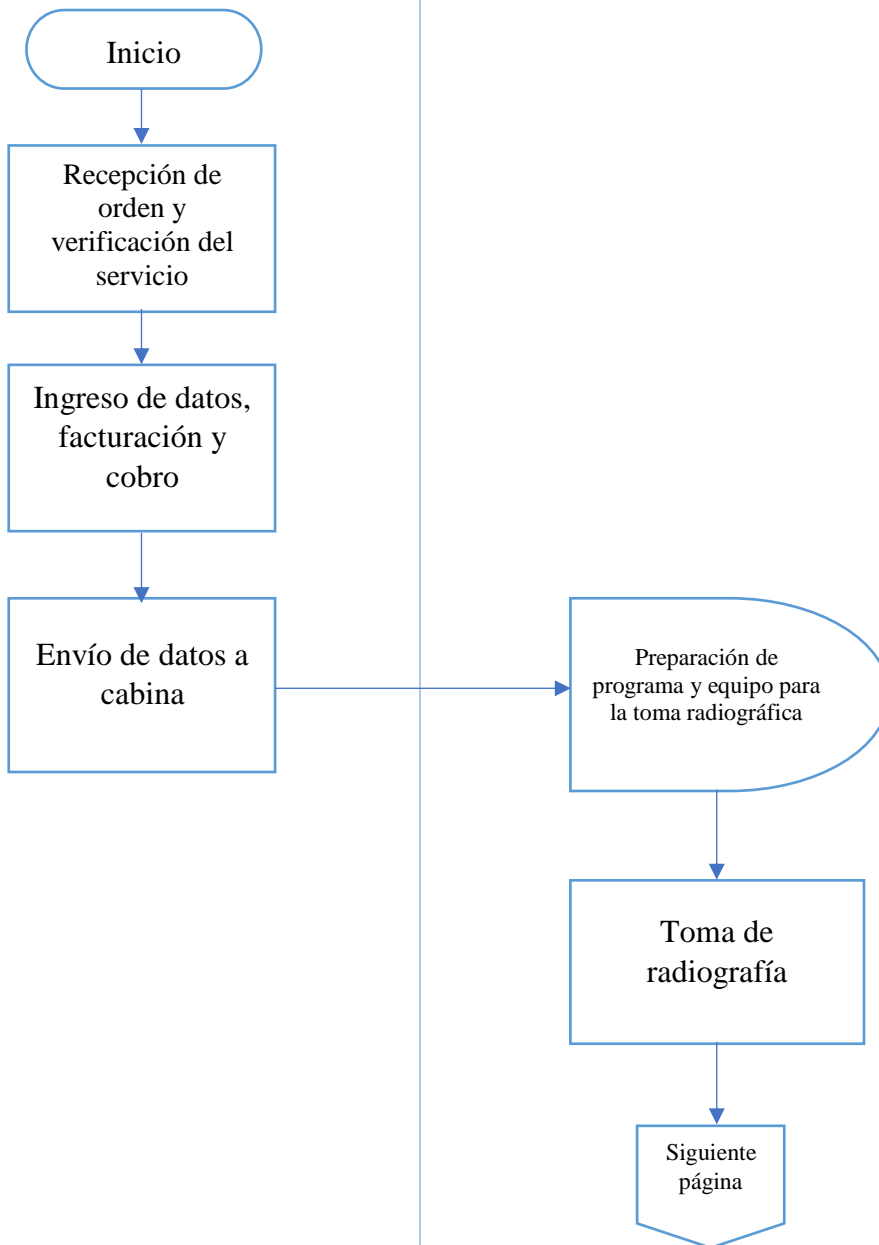 Inicio
Recepción de
orden y
verificación del
servicio
Ingreso de datos,
facturación y
cobro
Envío de datos a
cabina
Preparación de
programa y equipo para
la toma radiográfica
Toma de
radiografía
Siguiente
página